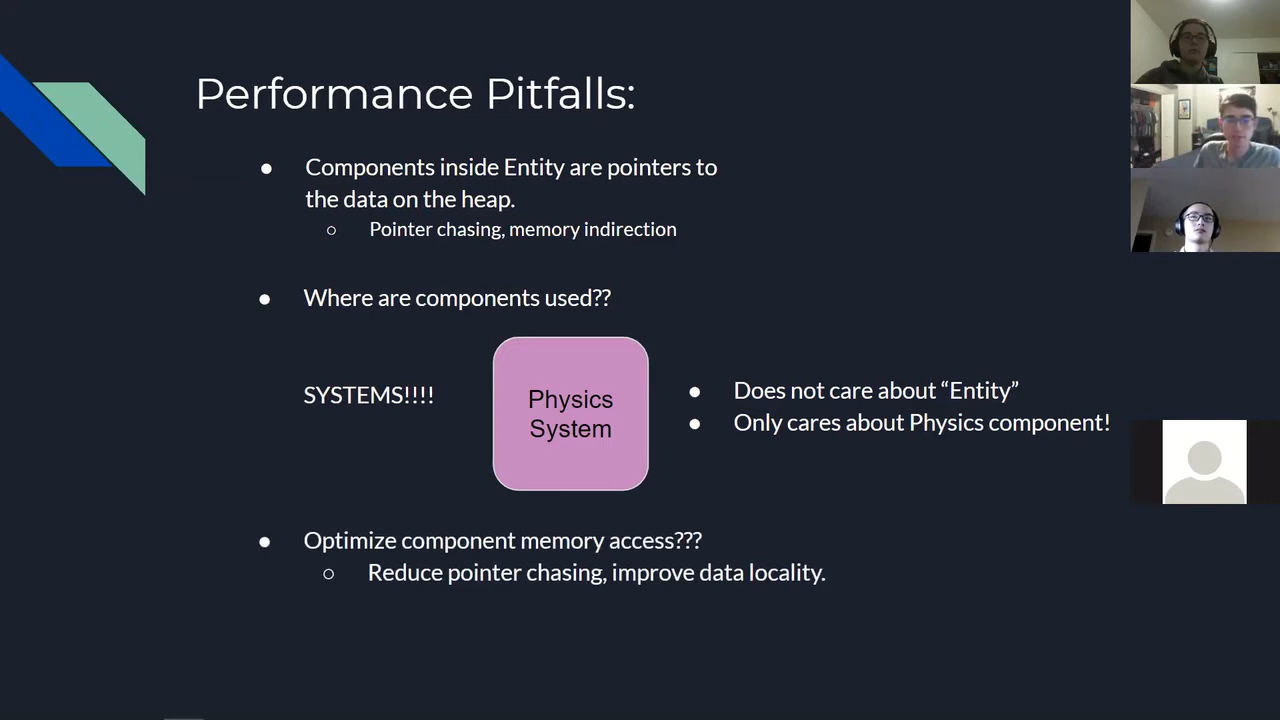 Performance Pitfalls:
● Components inside Entity are pointers to
the data on the heap.
○ Pointer chasing, memory indirection
● Where are components used??
SYSTEMS!!!!
Physics
System
● Does not care about “Entity”
● Only cares about Physics component!
● Optimize component memory access???
○ Reduce pointer chasing, improve data locality.